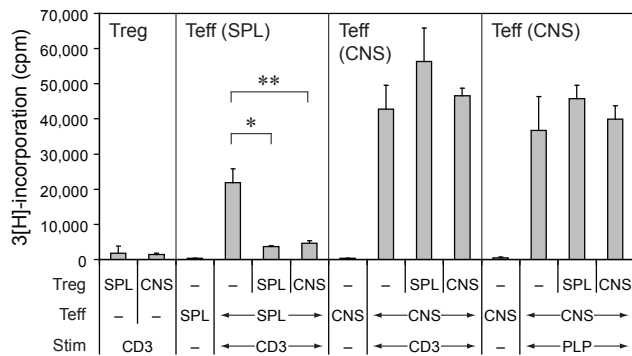 3[H]-incorporation (cpm)
70,000
60,000
50,000
40,000
30,000
20,000
10,000
0
Treg
Teff (SPL)
Teff
(CNS)
Teff (CNS)
**
*
Treg SPL CNS – – SPL CNS – – SPL CNS – – SPL CNS
Teff – – SPL SPL CNS CNS CNS CNS
Stim CD3 – CD3 – CD3 – PLP